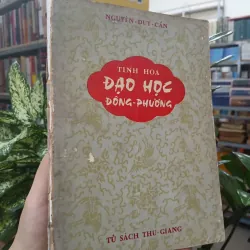 NGUYỄN-DUY-CẦN
TINH HOA
ĐẠO HỌC
ĐÔNG-PHƯƠNG
TỦ SÁCH THU-GIANG